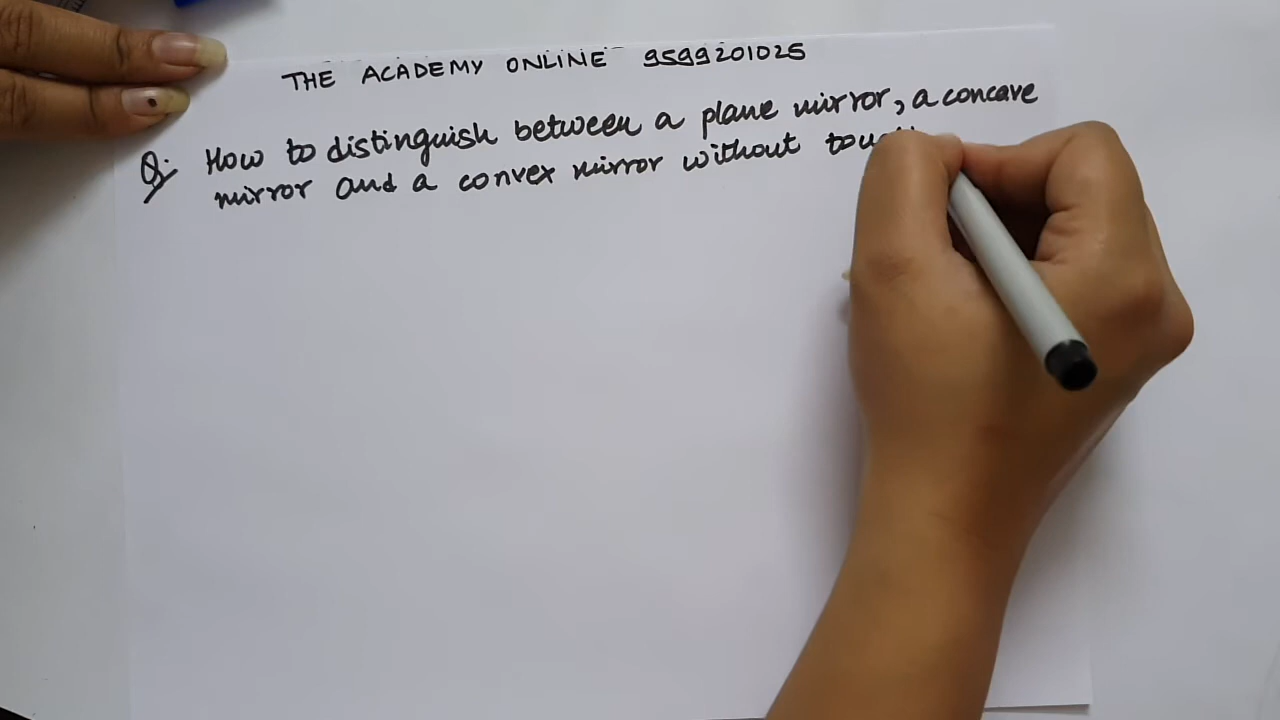 THE ACADEMY ONLINE 9599201025
Q: How to distinguish between a plane mirror, a concave
mirror and a convex mirror without